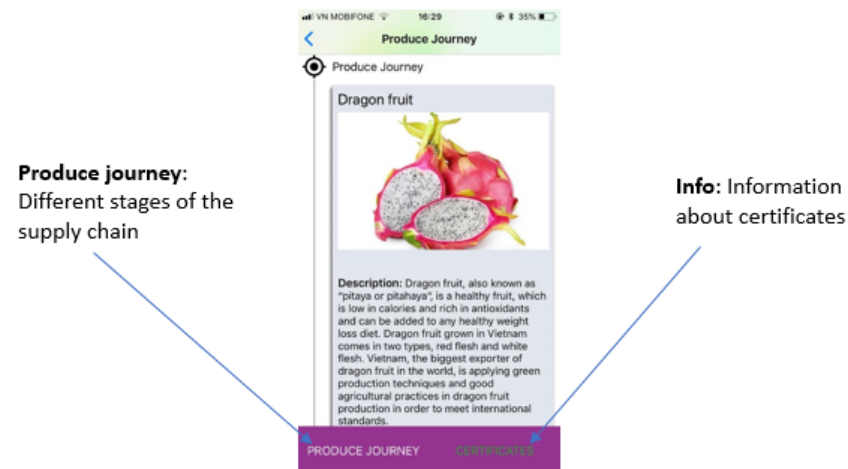 VN MOBIFONE 16:29 35%
Produce Journey
Produce Journey
Dragon fruit
Produce journey:
Different stages of the
supply chain
Info: Information
about certificates
Description: Dragon fruit, also known as
"pitaya or pitahaya", is a healthy fruit, which
is low in calories and rich in antioxidants
and can be added to any healthy weight
loss diet. Dragon fruit grown in Vietnam
comes in two types, red flesh and white
flesh. Vietnam, the biggest exporter of
dragon fruit in the world, is applying green
production techniques and good
agricultural practices in dragon fruit
production in order to meet international
standards.
PRODUCE JOURNEY CERTIFICATES